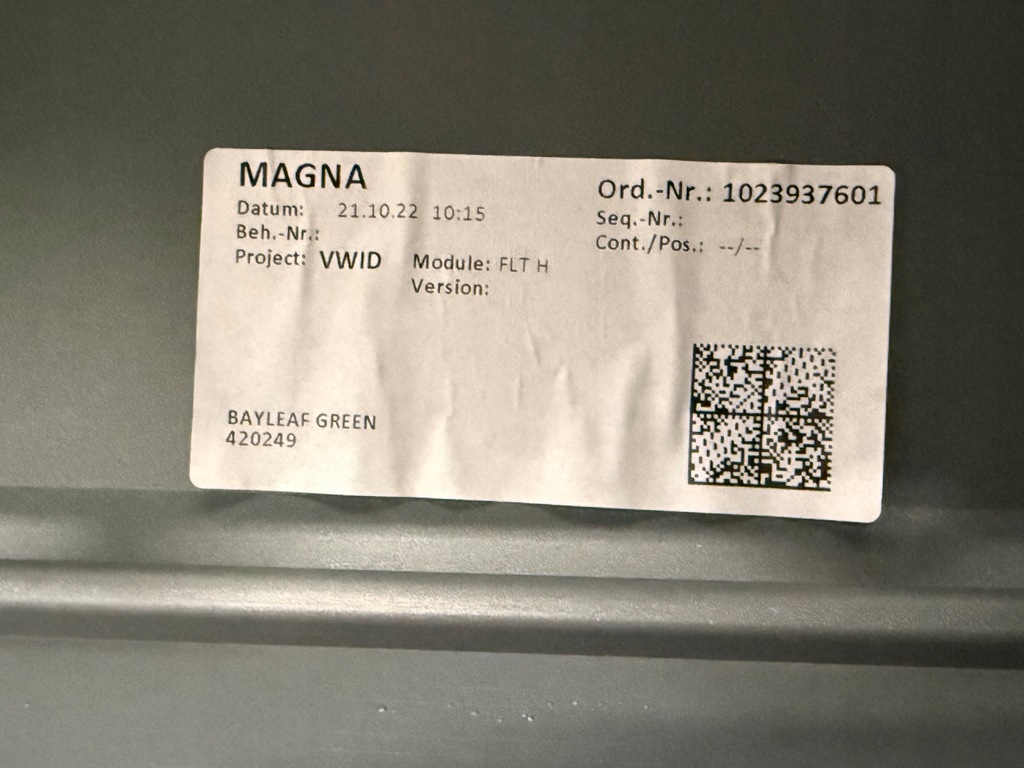 MAGNA
Datum: 21.10.22 10:15
Beh.-Nr.:
Project: VWID
Module: FLT H
Version:
Ord.-Nr.: 1023937601
Seq.-Nr.:
Cont./Pos.: --/--
BAYLEAF GREEN
420249